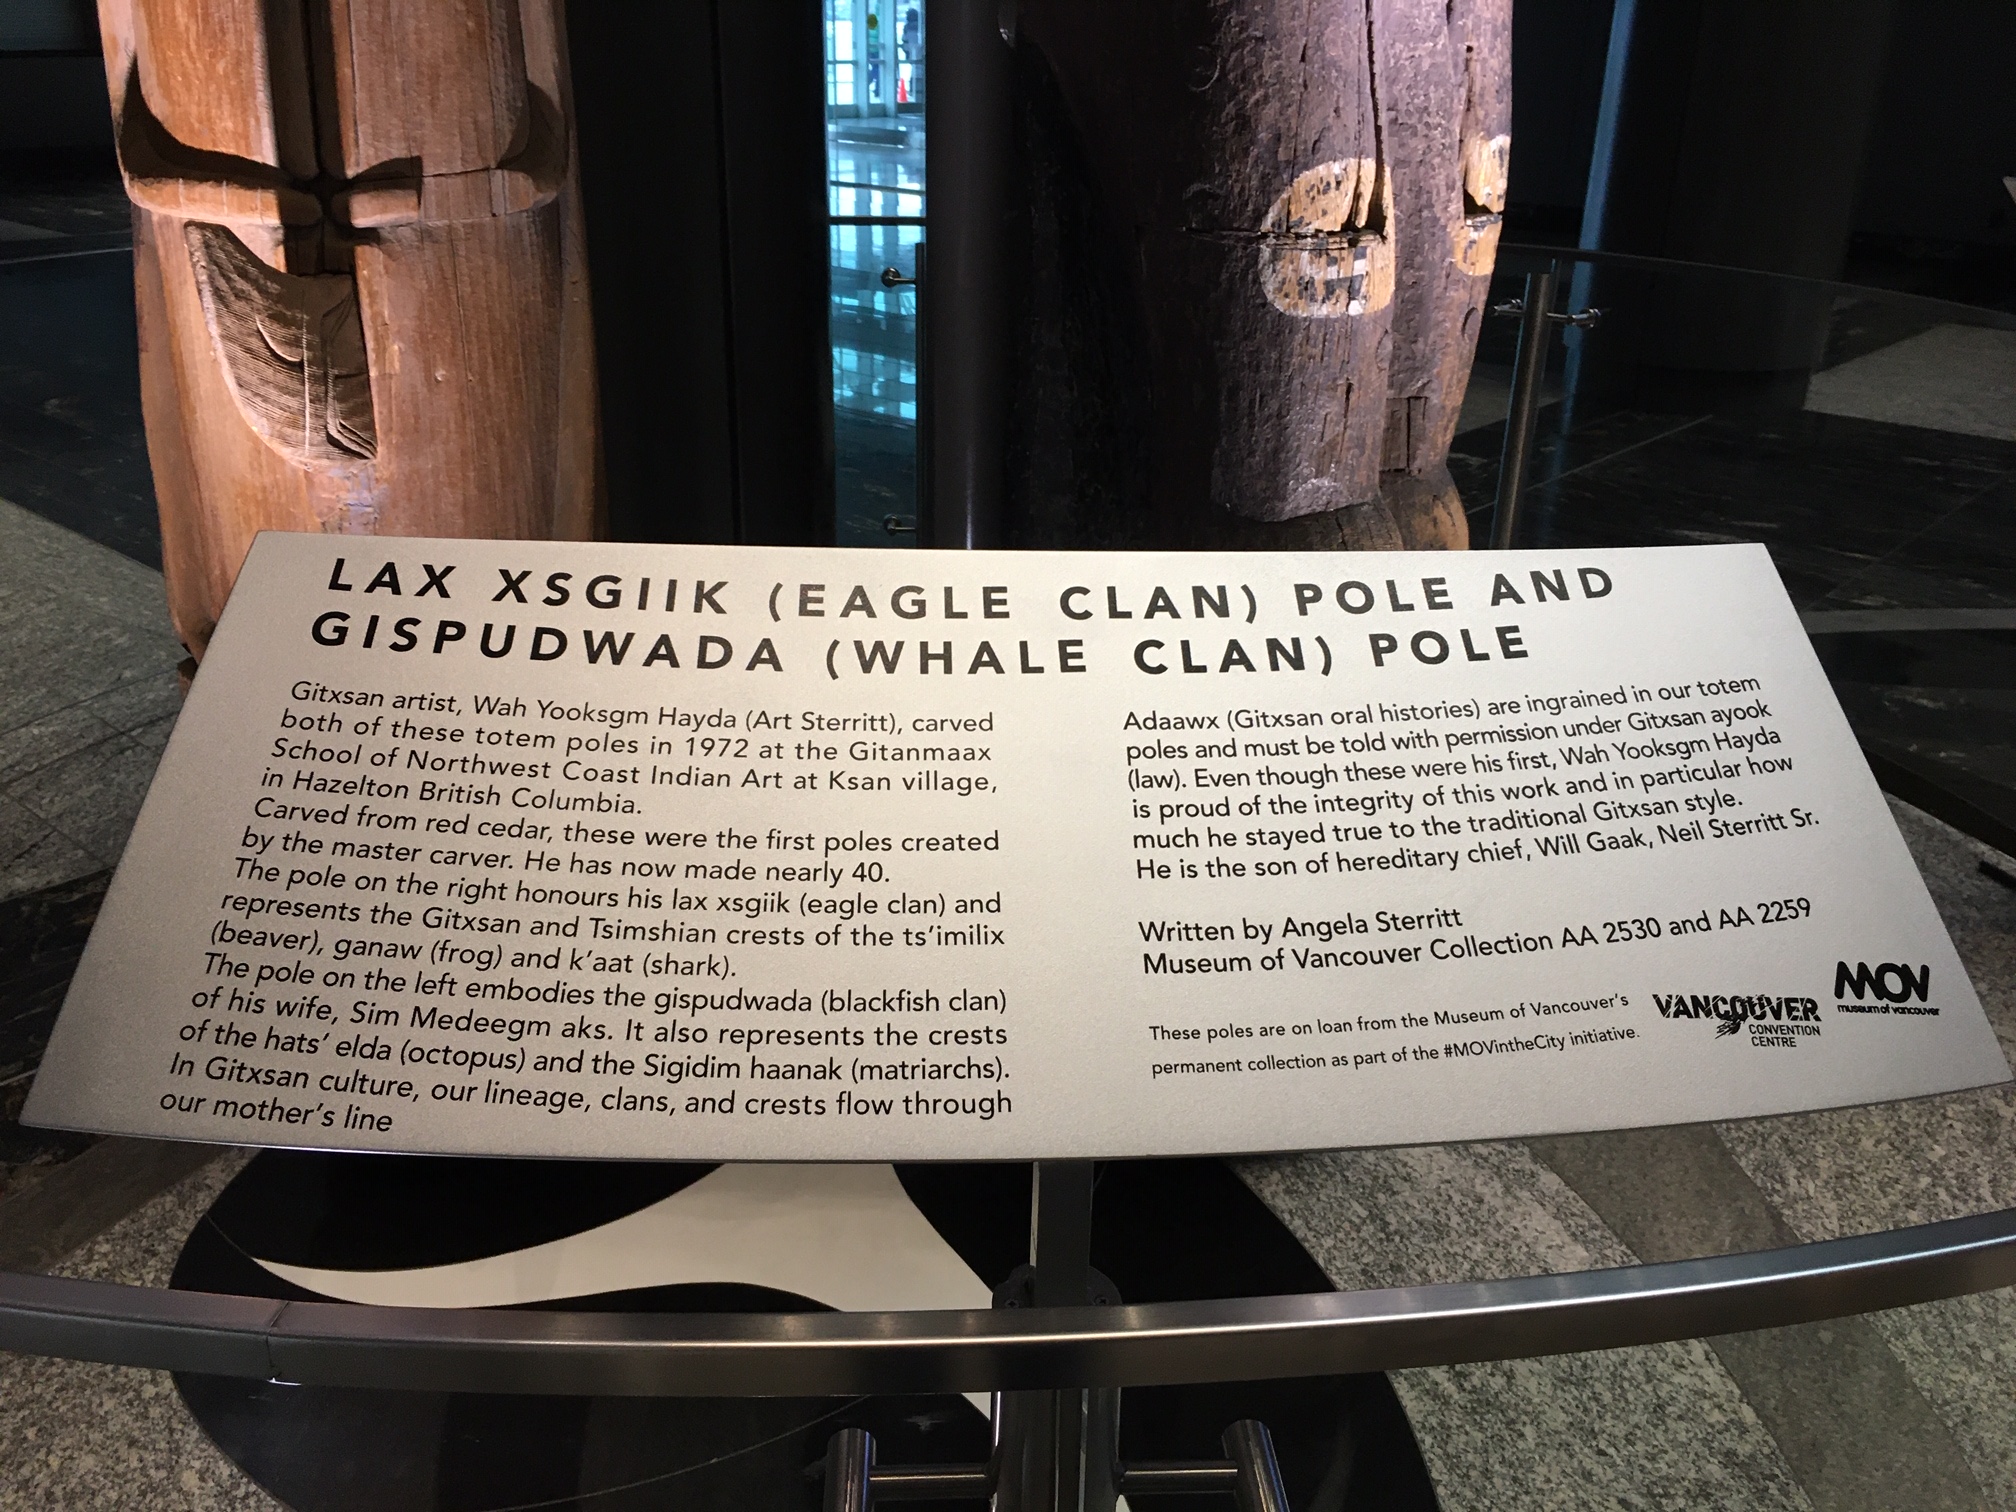 LAX XSGIIK (EAGLE CLAN) POLE AND
GISPUDWADA (WHALE CLAN) POLE
Gitxsan artist, Wah Yooksgm Hayda (Art Sterritt), carved
both of these totem poles in 1972 at the Gitanmaax
School of Northwest Coast Indian Art at Ksan village,
in Hazelton British Columbia.
Carved from red cedar, these were the first poles created
by the master carver. He has now made nearly 40.
The pole on the right honours his lax xsgiik (eagle clan) and
represents the Gitxsan and Tsimshian crests of the ts'imilix
(beaver), ganaw (frog) and k'aat (shark).
The pole on the left embodies the gispudwada (blackfish clan)
of his wife, Sim Medeegm aks. It also represents the crests
of the hats' elda (octopus) and the Sigidim haanak (matriarchs).
In Gitxsan culture, our lineage, clans, and crests flow through
our mother's line
Adaawx (Gitxsan oral histories) are ingrained in our totem
poles and must be told with permission under Gitxsan ayook
(law). Even though these were his first, Wah Yooksgm Hayda
is proud of the integrity of this work and in particular how
much he stayed true to the traditional Gitxsan style.
He is the son of hereditary chief, Will Gaak, Neil Sterritt Sr.
Written by Angela Sterritt
Museum of Vancouver Collection AA 2530 and AA 2259
These poles are on loan from the Museum of Vancouver's
permanent collection as part of the #MOVintheCity initiative.
VANCOUVER
CONVENTION
CENTRE
MOV
museum of vancouver